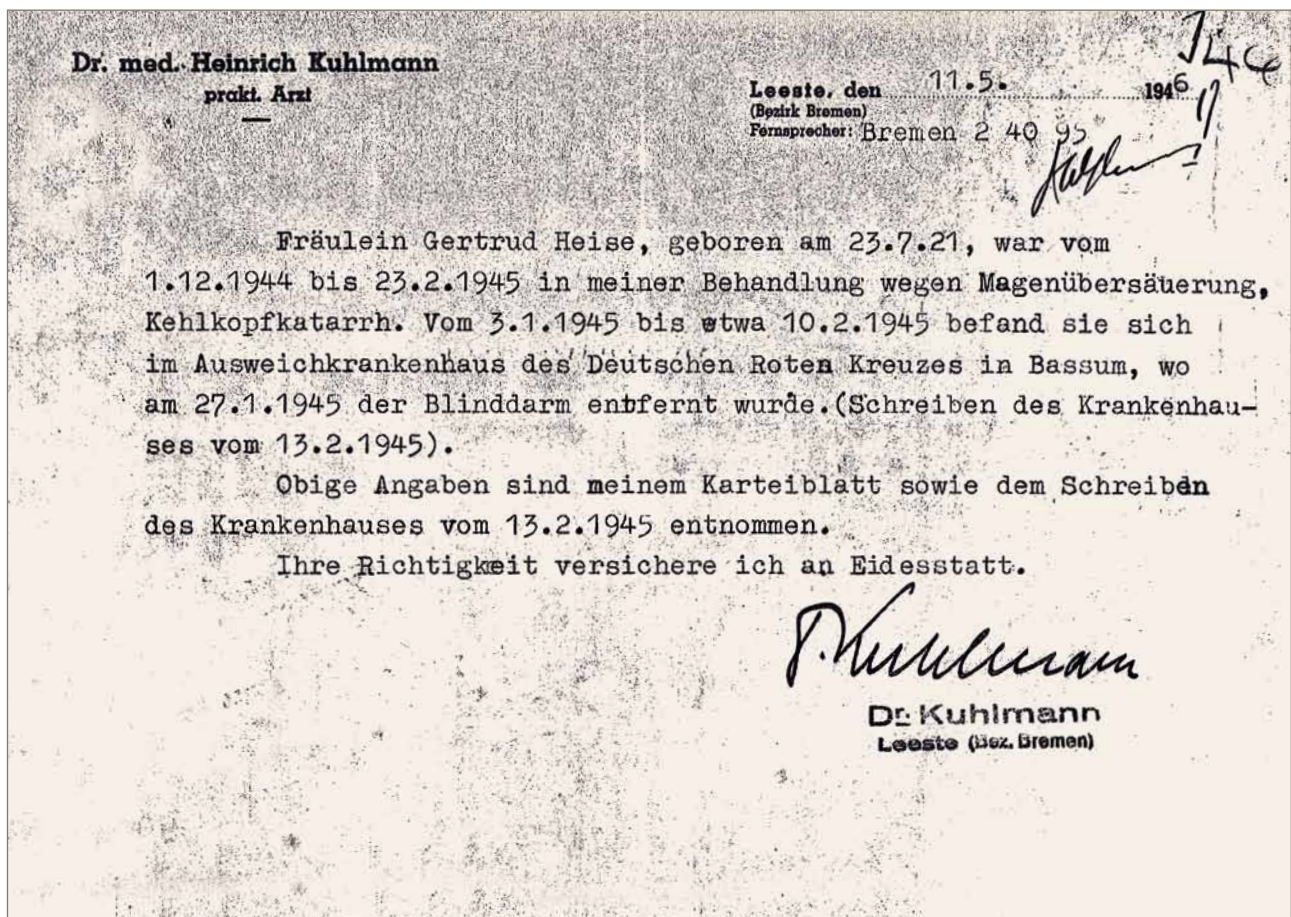 Dr. med. Heinrich Kuhlmann
prakt. Arzt
Leeste, den 11.5. 1946
(Bezirk Bremen)
Fernsprecher: Bremen 2 40 95
Fräulein Gertrud Heise, geboren am 23.7.21, war vom
1.12.1944 bis 23.2.1945 in meiner Behandlung wegen Magenübersäuerung,
Kehlkopfkatarrh. Vom 3.1.1945 bis etwa 10.2.1945 befand sie sich
im Ausweichkrankenhaus des Deutschen Roten Kreuzes in Bassum, wo
am 27.1.1945 der Blinddarm entfernt wurde.(Schreiben des Krankenhau-
ses vom 13.2.1945).
Obige Angaben sind meinem Karteiblatt sowie dem Schreiben
des Krankenhauses vom 13.2.1945 entnommen.
Ihre Richtigkeit versichere ich an Eidesstatt.
Kuhlmann
Dr. Kuhlmann
Leeste (Bez. Bremen)